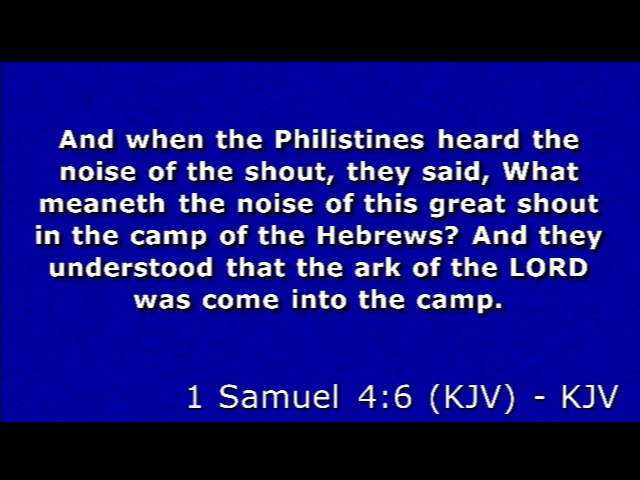 And when the Philistines heard the
noise of the shout, they said, What
meaneth the noise of this great shout
in the camp of the Hebrews? And they
understood that the ark of the LORD
was come into the camp.
1 Samuel 4:6 (KJV) - KJV